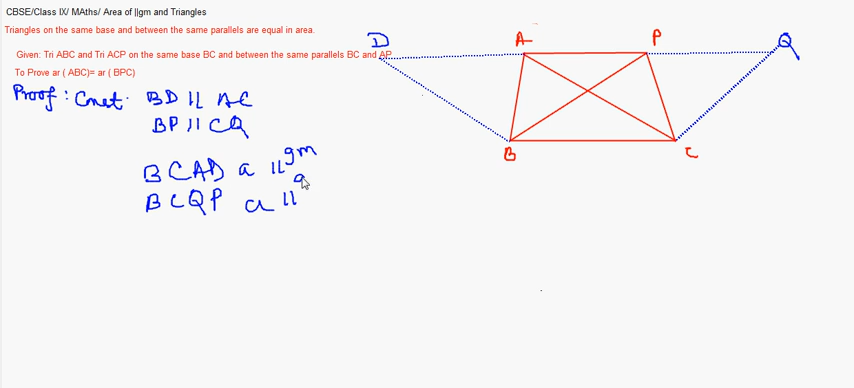 CBSE/Class IX/ MAths/ Area of ||gm and Triangles
Triangles on the same base and between the same parallels are equal in area.
Given: Tri ABC and Tri ACP on the same base BC and between the same parallels BC and AP
To Prove ar ( ABC)= ar ( BPC)
Proof : Const. BD || AC
BP || CQ
BCAD a ||gm
BCQP a ||g
D A P Q
B C